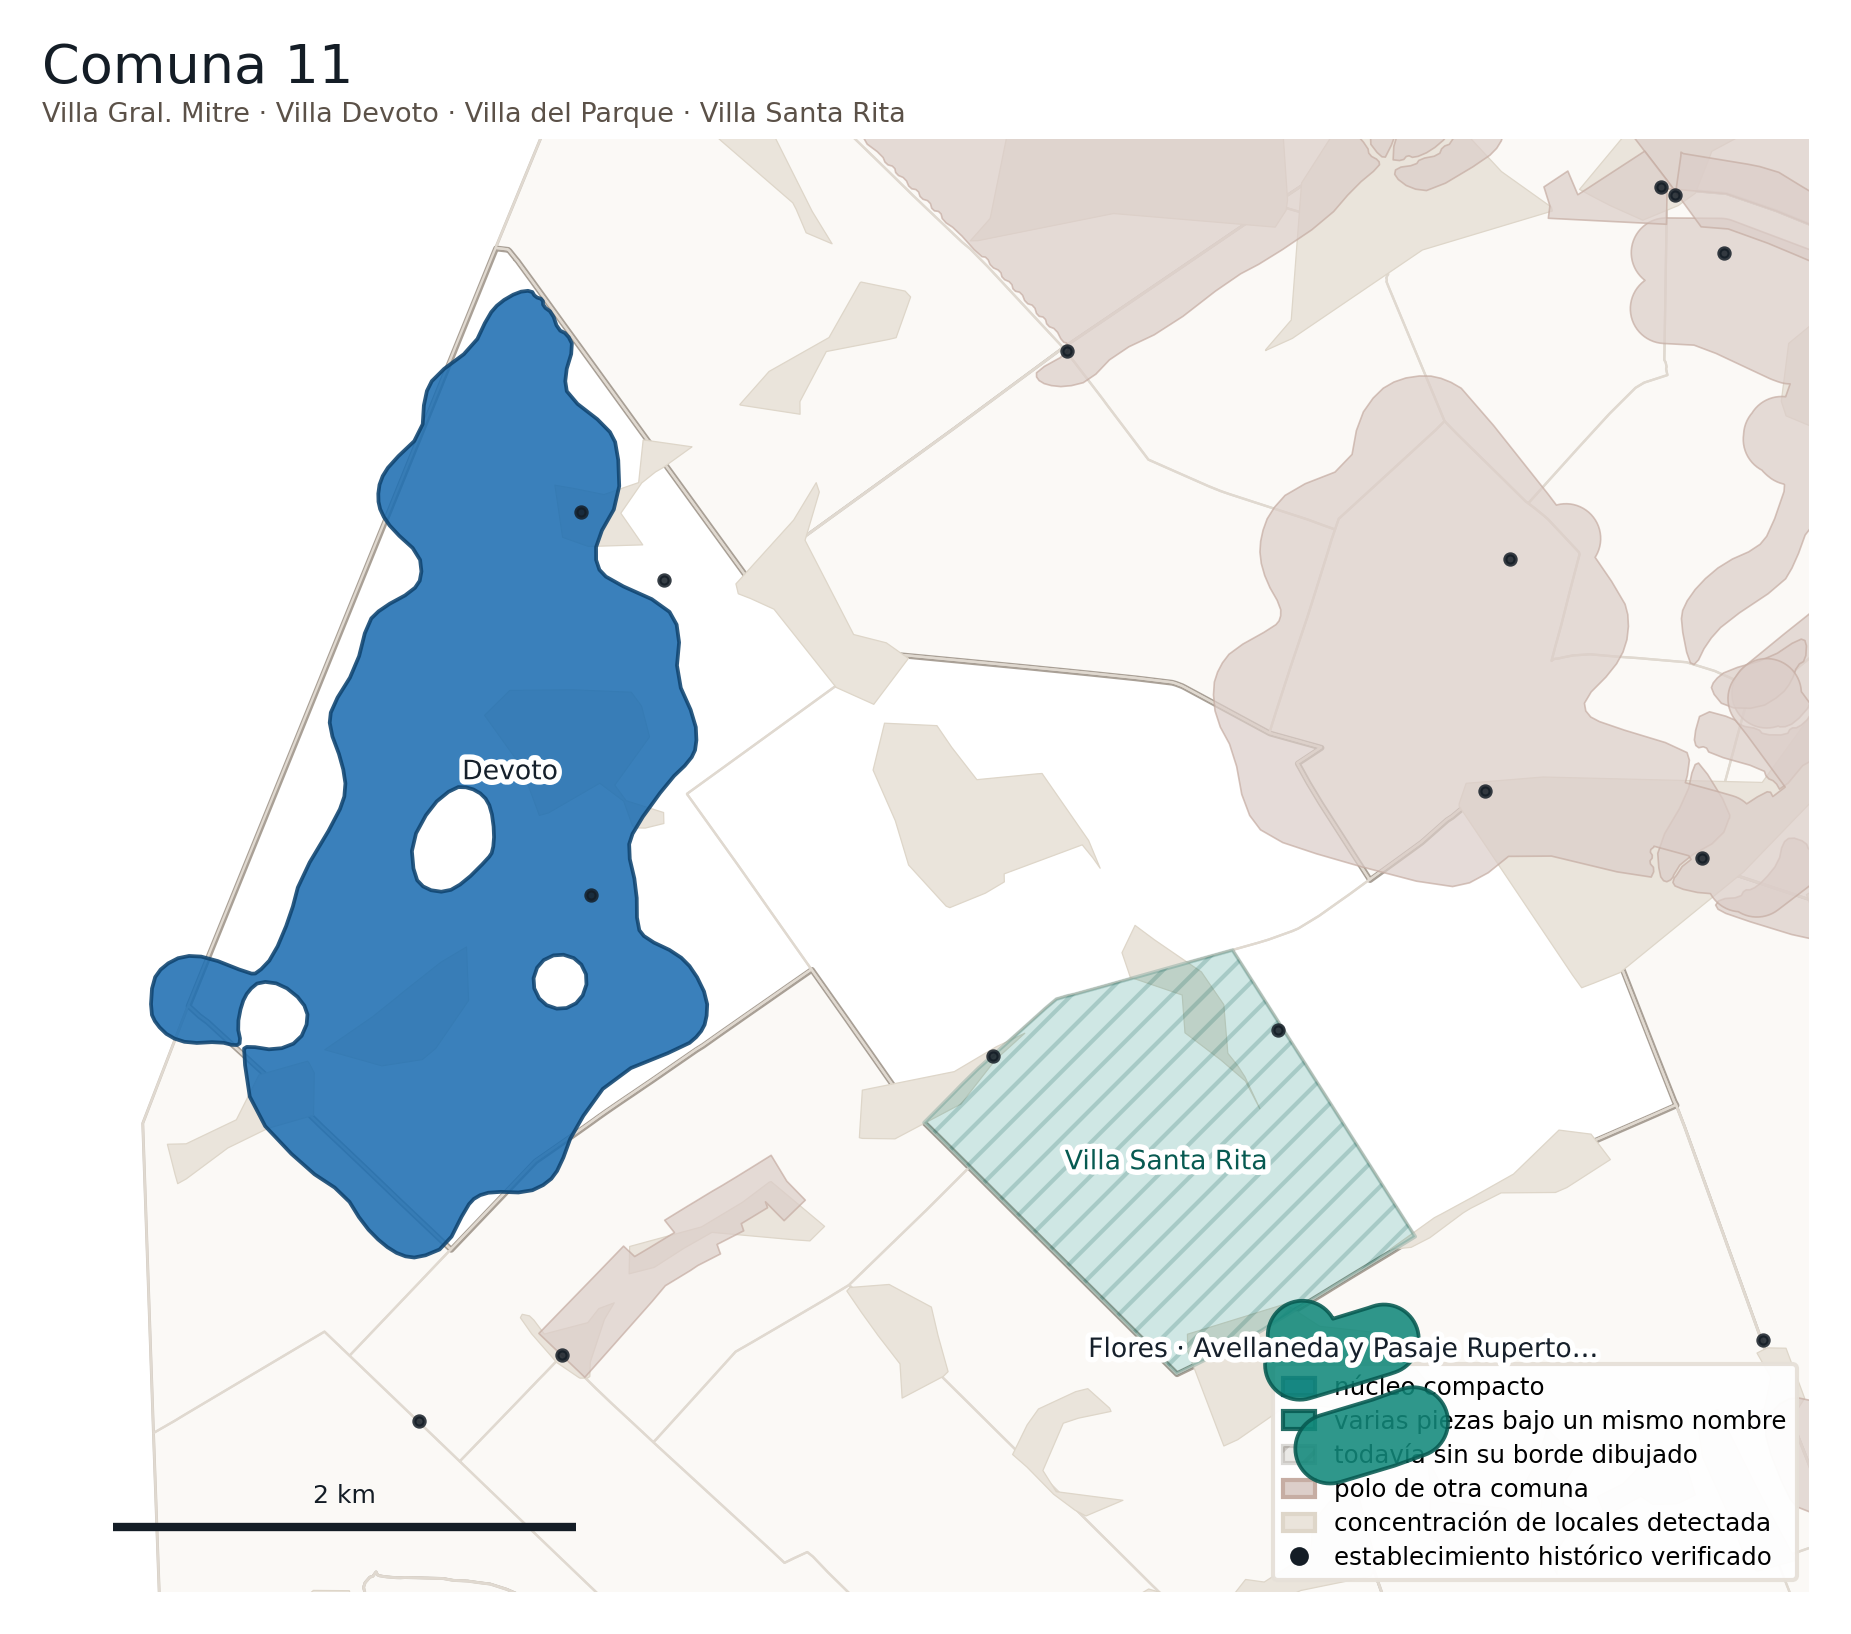 Comuna 11
Villa Gral. Mitre · Villa Devoto · Villa del Parque · Villa Santa Rita
Devoto
Villa Santa Rita
Flores · Avellaneda y Pasaje Ruperto…
núcleo compacto
varias piezas bajo un mismo nombre
todavía sin su borde dibujado
polo de otra comuna
concentración de locales detectada
establecimiento histórico verificado
2 km